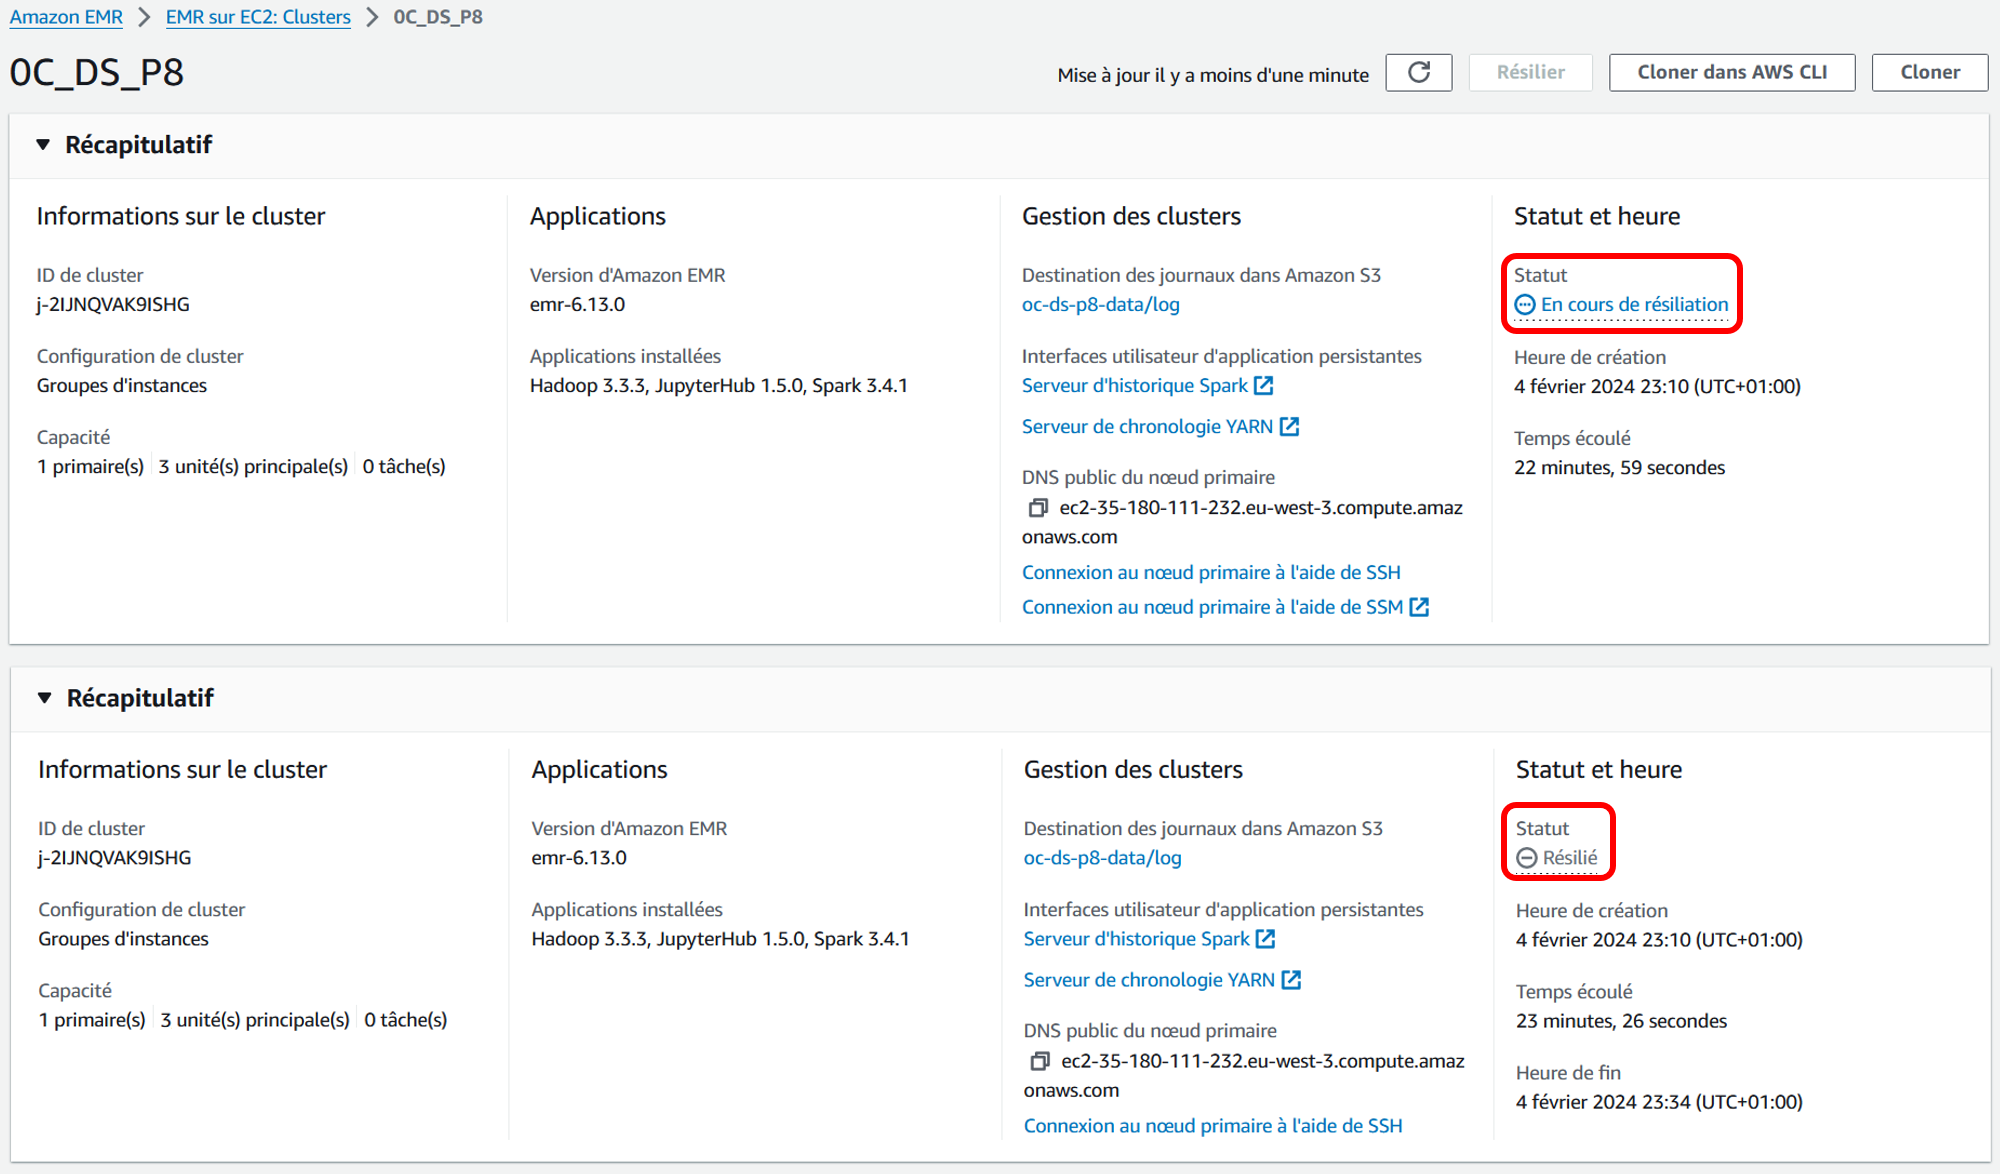 Amazon EMR > EMR sur EC2: Clusters > 0C_DS_P8
0C_DS_P8
Mise à jour il y a moins d'une minute
Résilier
Cloner dans AWS CLI
Cloner
Récapitulatif
Informations sur le cluster
ID de cluster
j-2IJNQVAK9ISHG
Configuration de cluster
Groupes d'instances
Capacité
1 primaire(s) 3 unité(s) principale(s) 0 tâche(s)
Applications
Version d'Amazon EMR
emr-6.13.0
Applications installées
Hadoop 3.3.3, JupyterHub 1.5.0, Spark 3.4.1
Gestion des clusters
Destination des journaux dans Amazon S3
oc-ds-p8-data/log
Interfaces utilisateur d'application persistantes
Serveur d'historique Spark
Serveur de chronologie YARN
DNS public du nœud primaire
ec2-35-180-111-232.eu-west-3.compute.amaz
onaws.com
Connexion au nœud primaire à l'aide de SSH
Connexion au nœud primaire à l'aide de SSM
Statut et heure
Statut
En cours de résiliation
Heure de création
4 février 2024 23:10 (UTC+01:00)
Temps écoulé
22 minutes, 59 secondes
Récapitulatif
Informations sur le cluster
ID de cluster
j-2IJNQVAK9ISHG
Configuration de cluster
Groupes d'instances
Capacité
1 primaire(s) 3 unité(s) principale(s) 0 tâche(s)
Applications
Version d'Amazon EMR
emr-6.13.0
Applications installées
Hadoop 3.3.3, JupyterHub 1.5.0, Spark 3.4.1
Gestion des clusters
Destination des journaux dans Amazon S3
oc-ds-p8-data/log
Interfaces utilisateur d'application persistantes
Serveur d'historique Spark
Serveur de chronologie YARN
DNS public du nœud primaire
ec2-35-180-111-232.eu-west-3.compute.amaz
onaws.com
Connexion au nœud primaire à l'aide de SSH
Statut et heure
Statut
Résilié
Heure de création
4 février 2024 23:10 (UTC+01:00)
Temps écoulé
23 minutes, 26 secondes
Heure de fin
4 février 2024 23:34 (UTC+01:00)